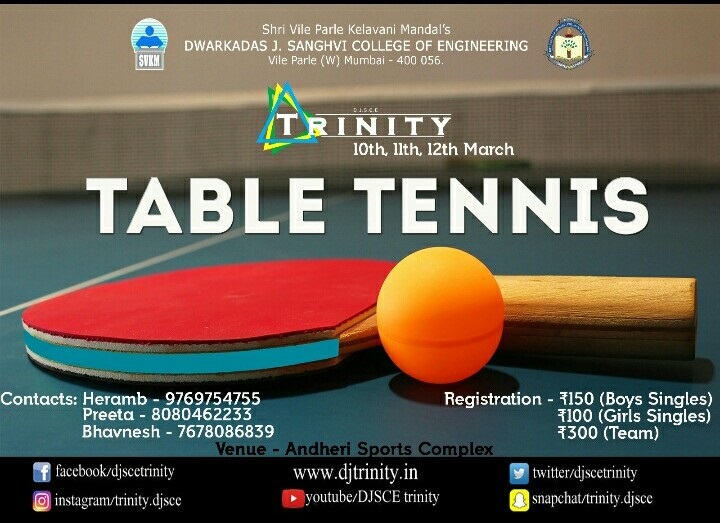 Shri Vile Parle Kelavani Mandal's
DWARKADAS J. SANGHVI COLLEGE OF ENGINEERING
Vile Parle (W) Mumbai - 400 056.
SVKM
D.J.S.C.E
TRINITY
10th, 11th, 12th March
TABLE TENNIS
Contacts: Heramb - 9769754755
Preeta - 8080462233
Bhavnesh - 7678086839
Registration - ₹150 (Boys Singles)
₹100 (Girls Singles)
₹300 (Team)
Venue - Andheri Sports Complex
facebook/djscetrinity
www.djtrinity.in
twitter/djscetrinity
instagram/trinity.djsce
youtube/DJSCE trinity
snapchat/trinity.djsce